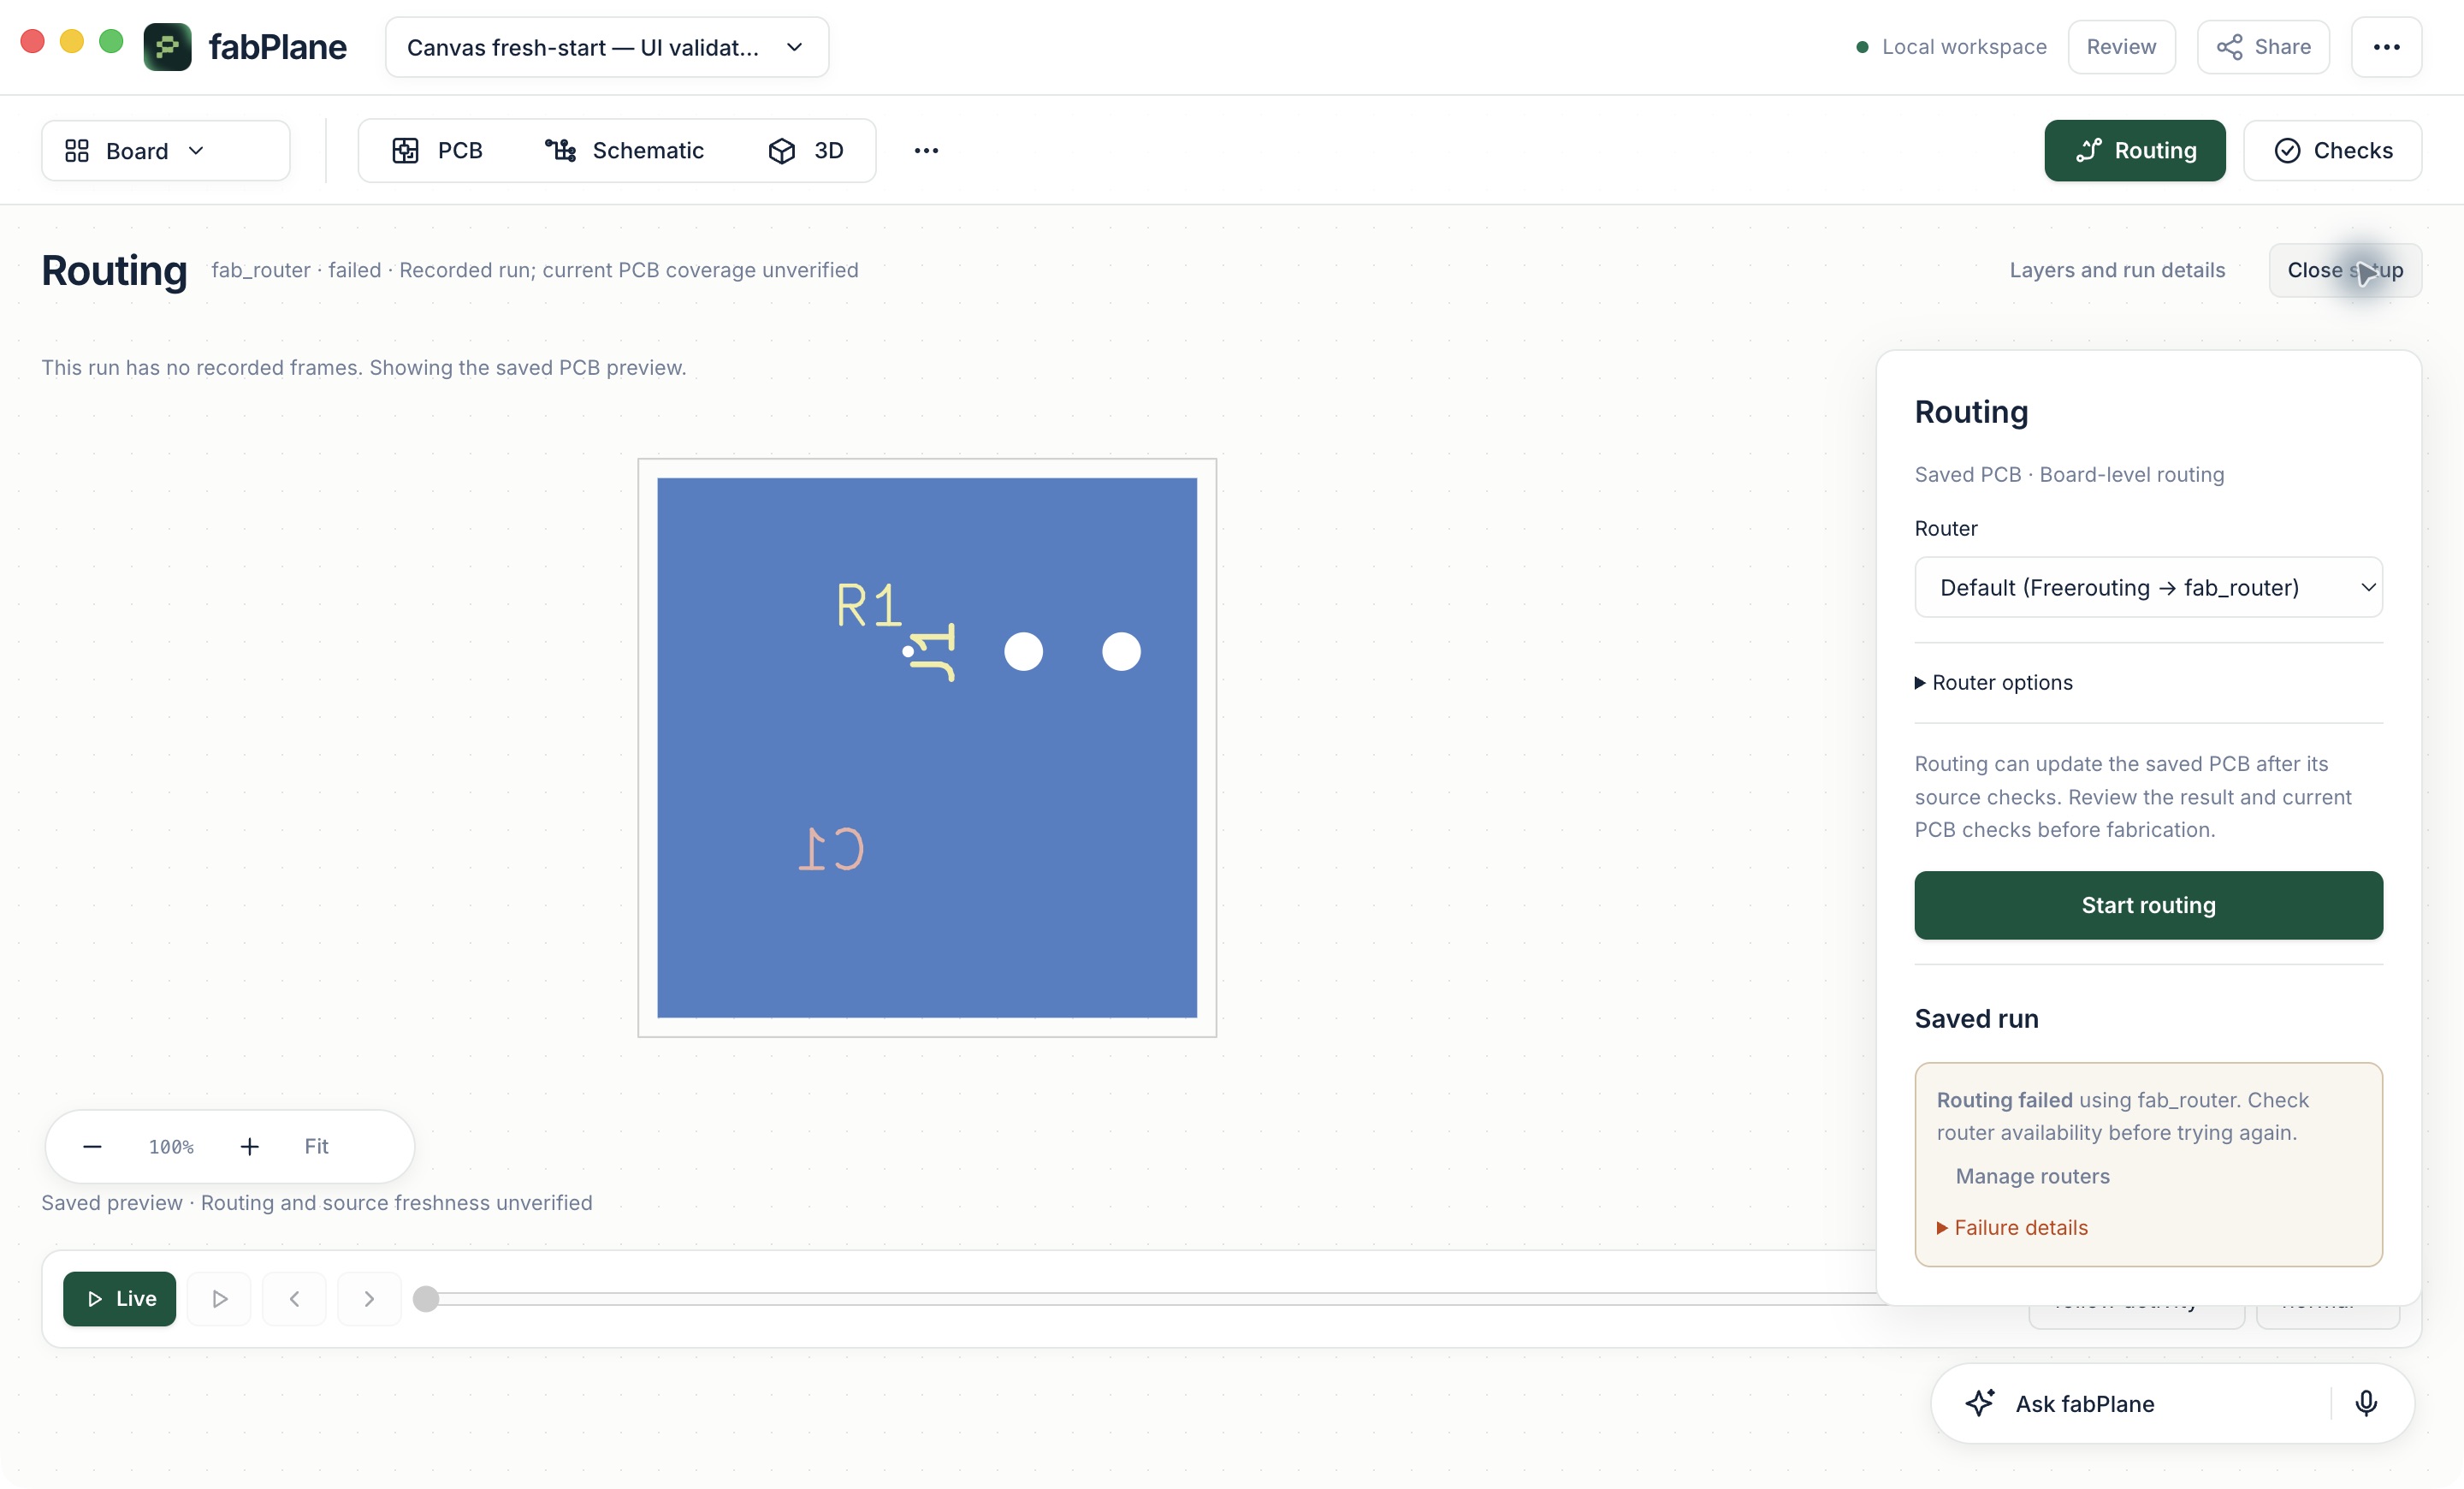 fabPlane
Canvas fresh-start — UI validat...
Local workspace
Review
Share
Board
PCB
Schematic
3D
Routing
Checks
Routing
fab_router · failed · Recorded run; current PCB coverage unverified
Layers and run details
This run has no recorded frames. Showing the saved PCB preview.
R1
J1
C1
100%
Fit
Saved preview · Routing and source freshness unverified
Live
Routing
Saved PCB · Board-level routing
Router
Default (Freerouting → fab_router)
Router options
Routing can update the saved PCB after its
source checks. Review the result and current
PCB checks before fabrication.
Start routing
Saved run
Routing failed using fab_router. Check
router availability before trying again.
Manage routers
Failure details
Ask fabPlane